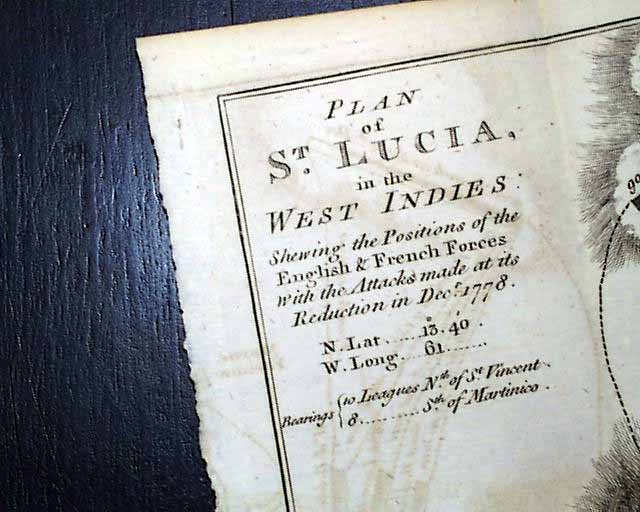 PLAN
of
ST. LUCIA,
in the
WEST INDIES:
Shewing the Positions of the
English & French Forces
with the Attacks made at its
Reduction in Decr. 1778.
N. Lat......13.40.
W. Long....61.......
Bearings { 10 Leagues Nth of St Vincent
8.......... Sth of Martinico.
go